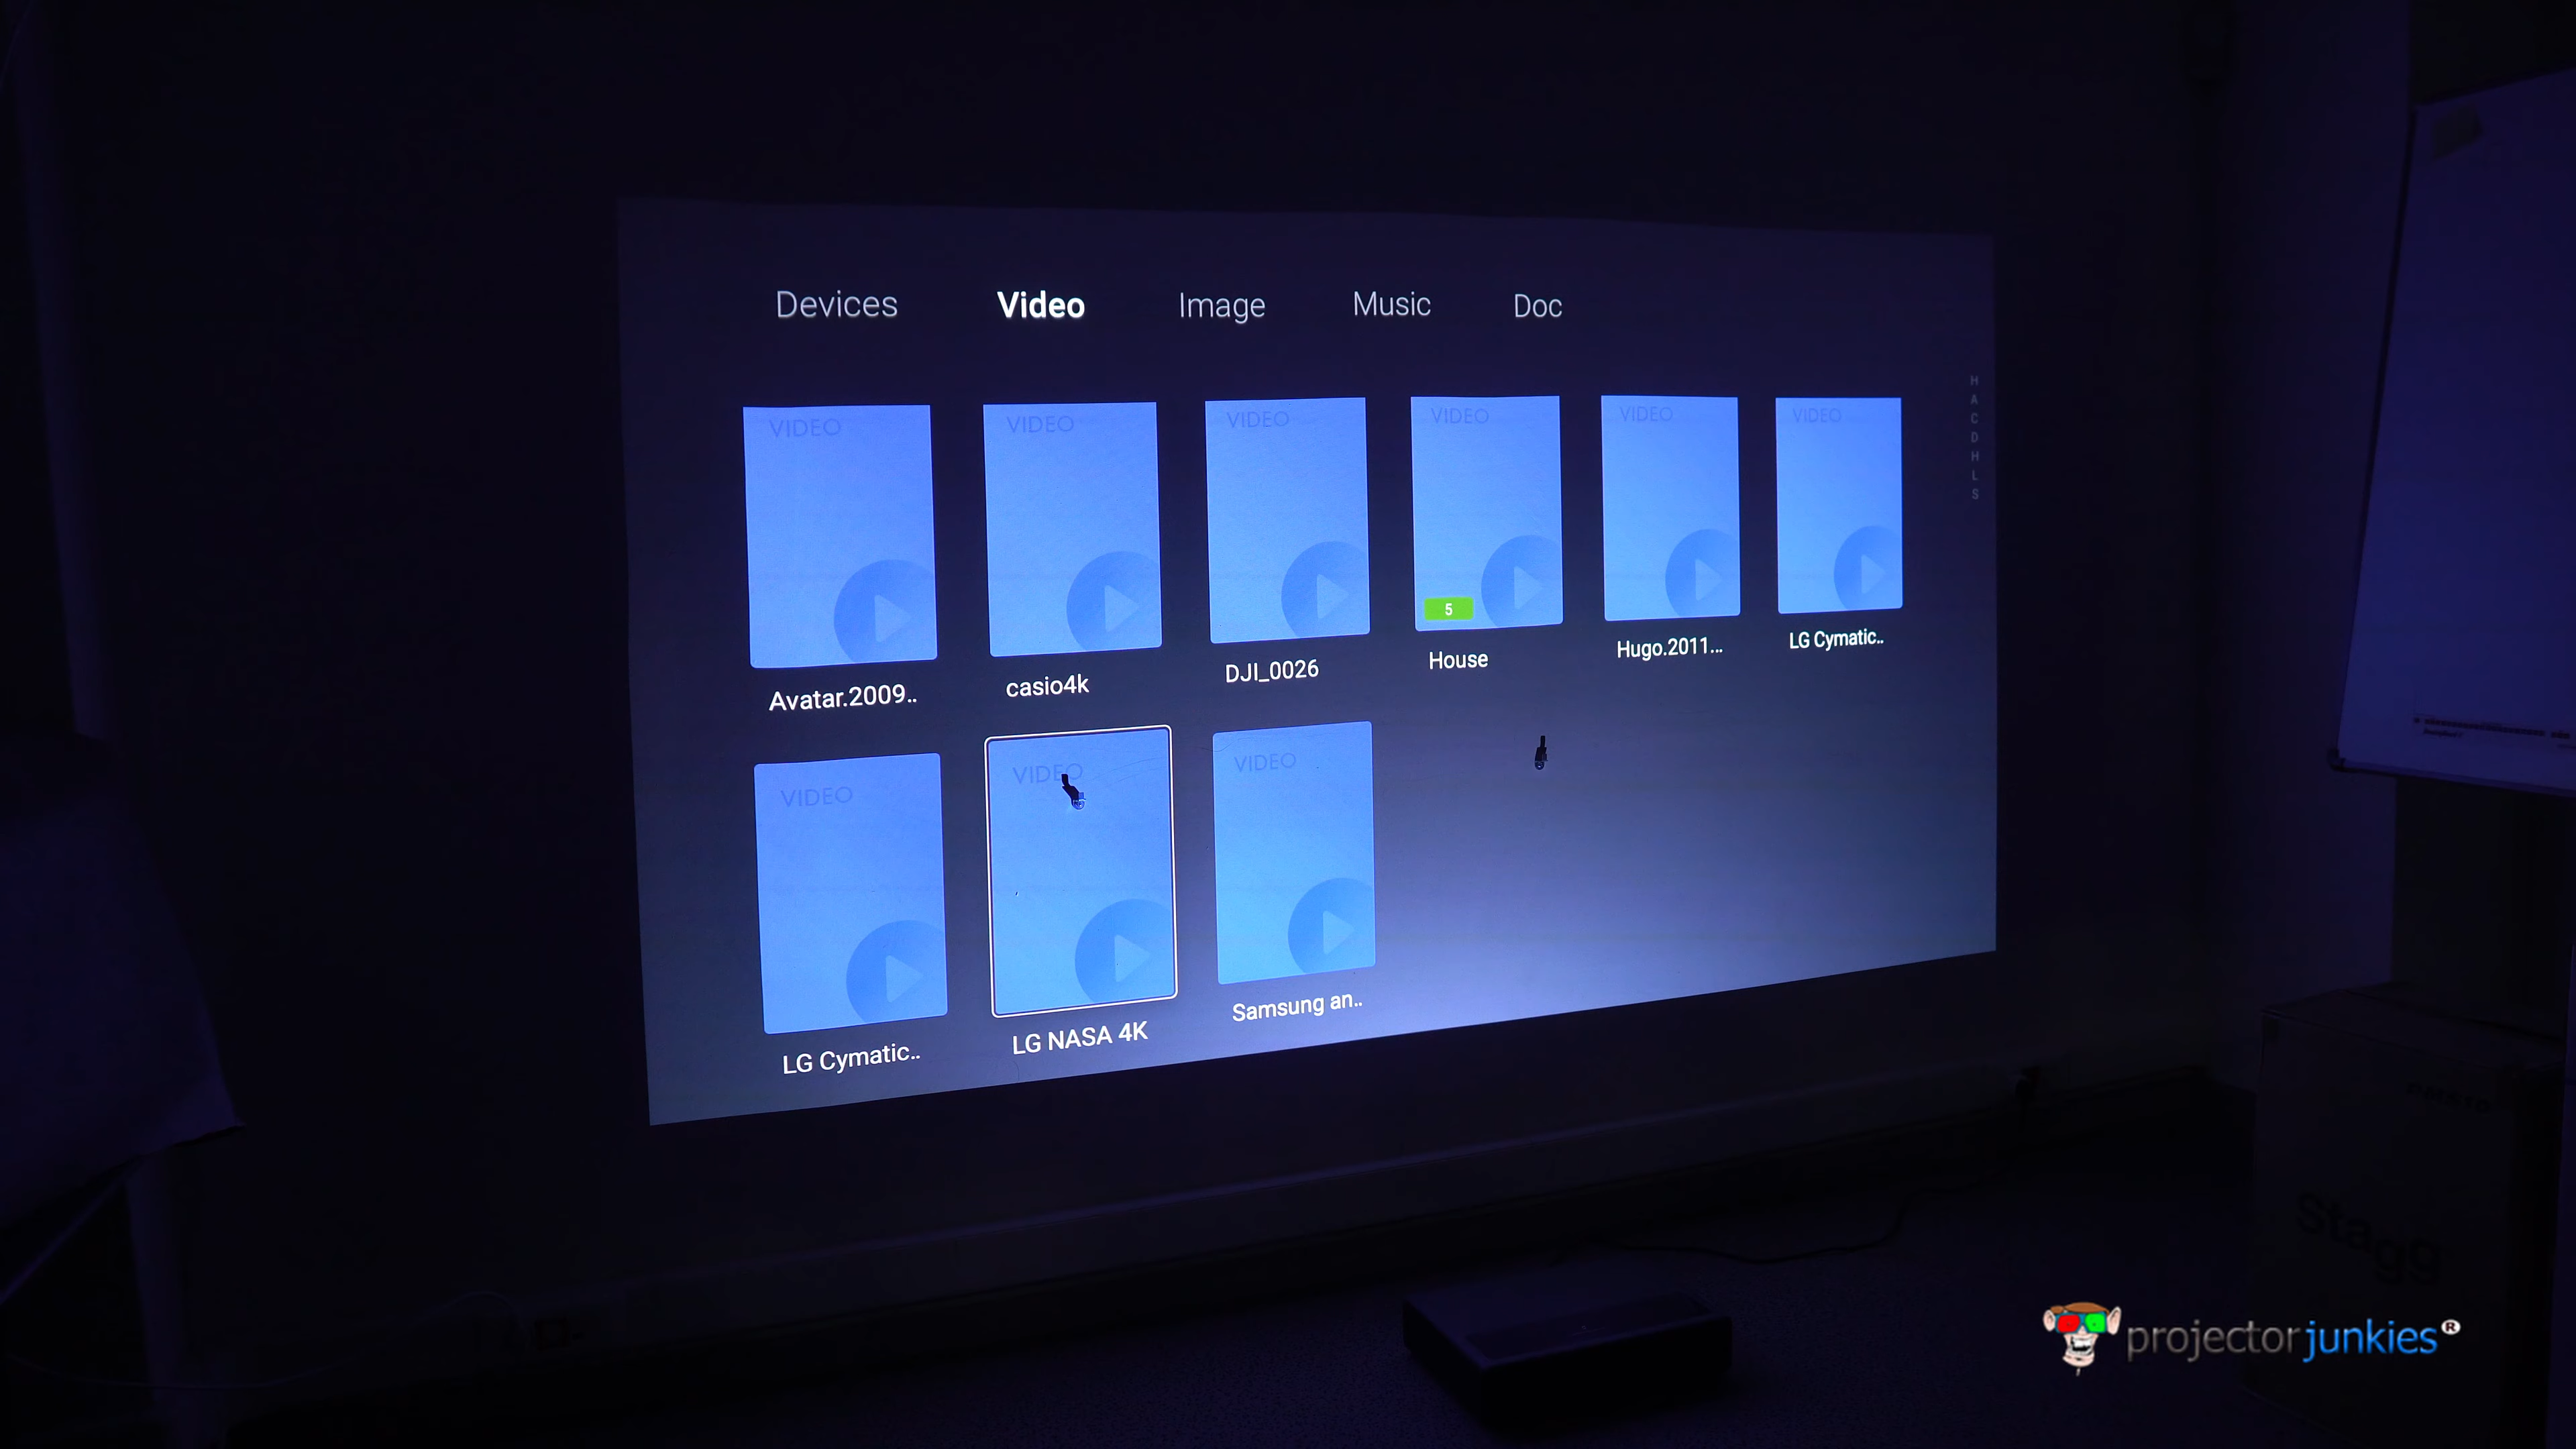 Devices Video Image Music Doc
VIDEO VIDEO VIDEO VIDEO VIDEO VIDEO
5
Avatar.2009.. casio4k DJI_0026 House Hugo.2011... LG Cymatic..
H
A
C
D
H
L
S
VIDEO VIDEO VIDEO
LG Cymatic.. LG NASA 4K Samsung an..
stagg
projectorjunkies®